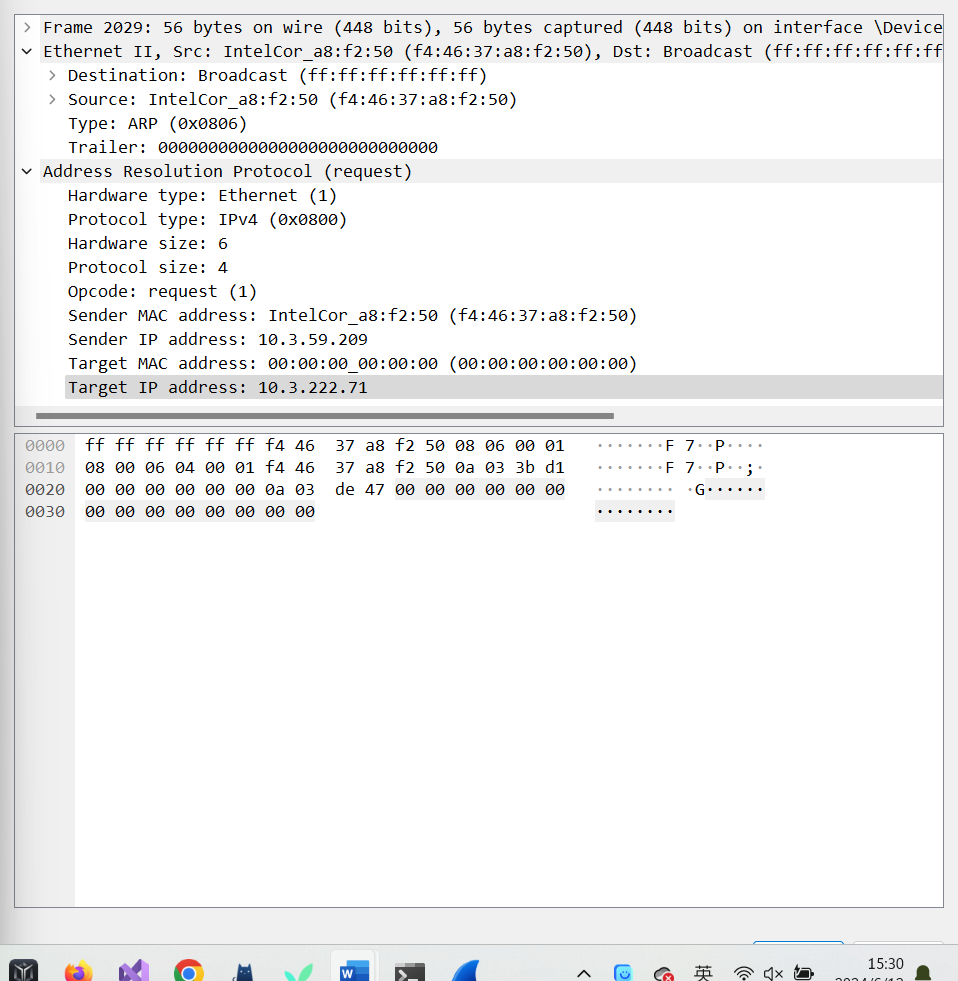 Frame 2029: 56 bytes on wire (448 bits), 56 bytes captured (448 bits) on interface \Device
Ethernet II, Src: IntelCor_a8:f2:50 (f4:46:37:a8:f2:50), Dst: Broadcast (ff:ff:ff:ff:ff:ff
Destination: Broadcast (ff:ff:ff:ff:ff:ff)
Source: IntelCor_a8:f2:50 (f4:46:37:a8:f2:50)
Type: ARP (0x0806)
Trailer: 0000000000000000000000000000
Address Resolution Protocol (request)
Hardware type: Ethernet (1)
Protocol type: IPv4 (0x0800)
Hardware size: 6
Protocol size: 4
Opcode: request (1)
Sender MAC address: IntelCor_a8:f2:50 (f4:46:37:a8:f2:50)
Sender IP address: 10.3.59.209
Target MAC address: 00:00:00_00:00:00 (00:00:00:00:00:00)
Target IP address: 10.3.222.71
0000 ff ff ff ff ff ff f4 46 37 a8 f2 50 08 06 00 01 ·······F 7··P····
0010 08 00 06 04 00 01 f4 46 37 a8 f2 50 0a 03 3b d1 ·······F 7··P··;·
0020 00 00 00 00 00 00 0a 03 de 47 00 00 00 00 00 00 ········ ·G······
0030 00 00 00 00 00 00 00 00 ········
英 15:30